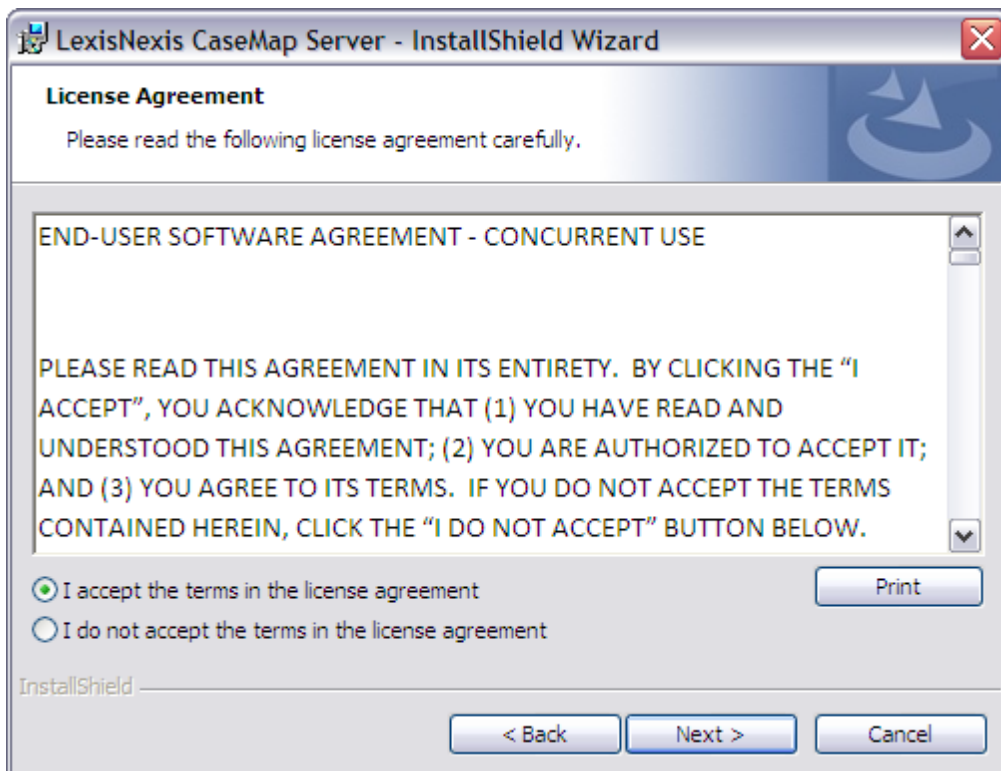 LexisNexis CaseMap Server - InstallShield Wizard
License Agreement
Please read the following license agreement carefully.
END-USER SOFTWARE AGREEMENT - CONCURRENT USE
PLEASE READ THIS AGREEMENT IN ITS ENTIRETY.  BY CLICKING THE “I
ACCEPT”, YOU ACKNOWLEDGE THAT (1) YOU HAVE READ AND
UNDERSTOOD THIS AGREEMENT; (2) YOU ARE AUTHORIZED TO ACCEPT IT;
AND (3) YOU AGREE TO ITS TERMS.  IF YOU DO NOT ACCEPT THE TERMS
CONTAINED HEREIN, CLICK THE “I DO NOT ACCEPT” BUTTON BELOW.
I accept the terms in the license agreement
Print
I do not accept the terms in the license agreement
InstallShield
< Back
Next >
Cancel